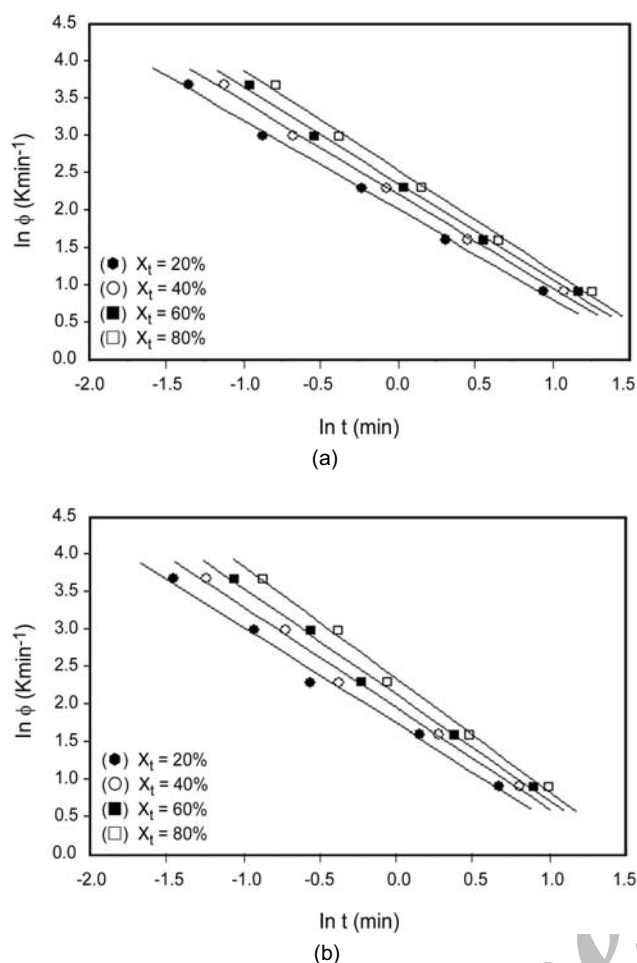 4.5
4.0
3.5
3.0
2.5
2.0
1.5
1.0
0.5
0.0
ln ϕ (Kmin-1)
(●) Xt = 20%
(○) Xt = 40%
(■) Xt = 60%
(□) Xt = 80%
-2.0 -1.5 -1.0 -0.5 0.0 0.5 1.0 1.5
ln t (min)
(a)
4.5
4.0
3.5
3.0
2.5
2.0
1.5
1.0
0.5
0.0
ln ϕ (Kmin-1)
(●) Xt = 20%
(○) Xt = 40%
(■) Xt = 60%
(□) Xt = 80%
-2.0 -1.5 -1.0 -0.5 0.0 0.5 1.0 1.5
ln t (min)
(b)